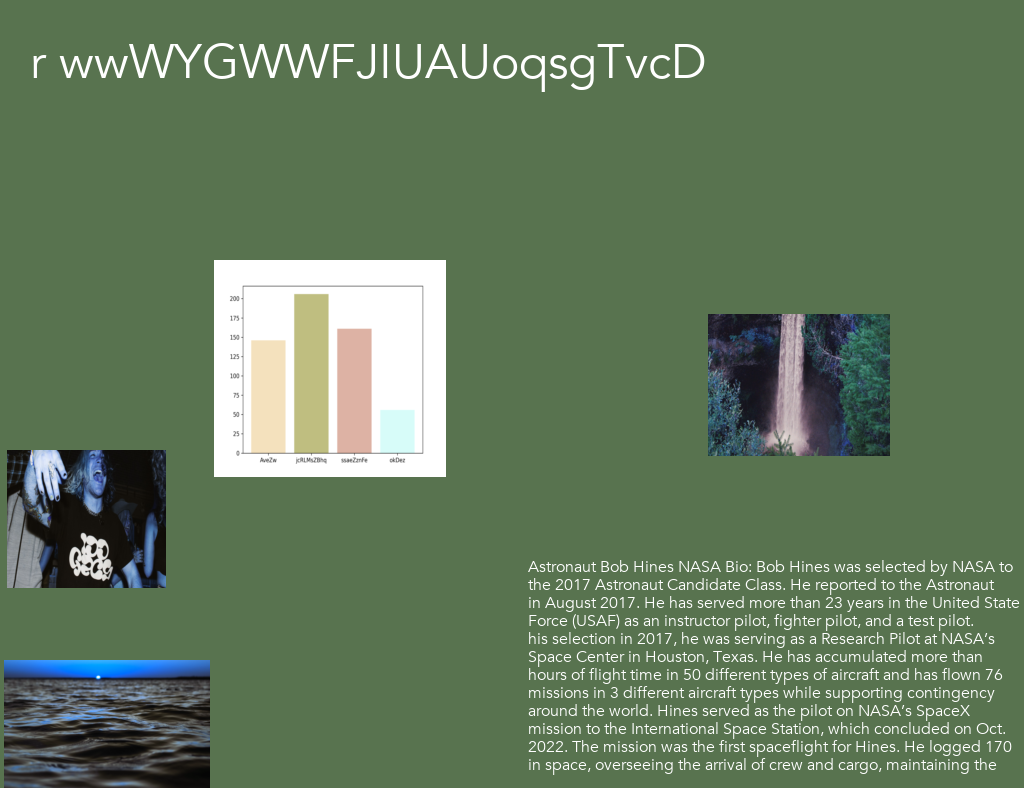 r wwWYGWWFJIUAUoqsgTvcD
200
175
150
125
100
75
50
25
0
AveZw jcRLMsZBhq ssaeZznFe okDez
Astronaut Bob Hines NASA Bio: Bob Hines was selected by NASA to
the 2017 Astronaut Candidate Class. He reported to the Astronaut
in August 2017. He has served more than 23 years in the United State
Force (USAF) as an instructor pilot, fighter pilot, and a test pilot.
his selection in 2017, he was serving as a Research Pilot at NASA’s
Space Center in Houston, Texas. He has accumulated more than
hours of flight time in 50 different types of aircraft and has flown 76
missions in 3 different aircraft types while supporting contingency
around the world. Hines served as the pilot on NASA’s SpaceX
mission to the International Space Station, which concluded on Oct.
2022. The mission was the first spaceflight for Hines. He logged 170
in space, overseeing the arrival of crew and cargo, maintaining the